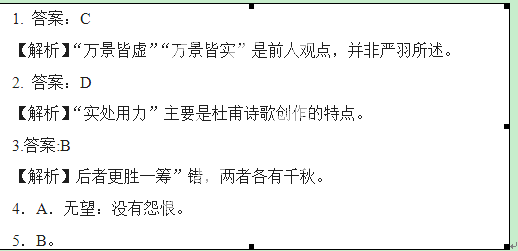 1. 答案：C
【解析】“万景皆虚”“万景皆实”是前人观点，并非严羽所述。
2. 答案：D
【解析】“实处用力”主要是杜甫诗歌创作的特点。
3.答案:B
【解析】后者更胜一筹”错，两者各有千秋。
4．A．无望：没有怨恨。
5．B。